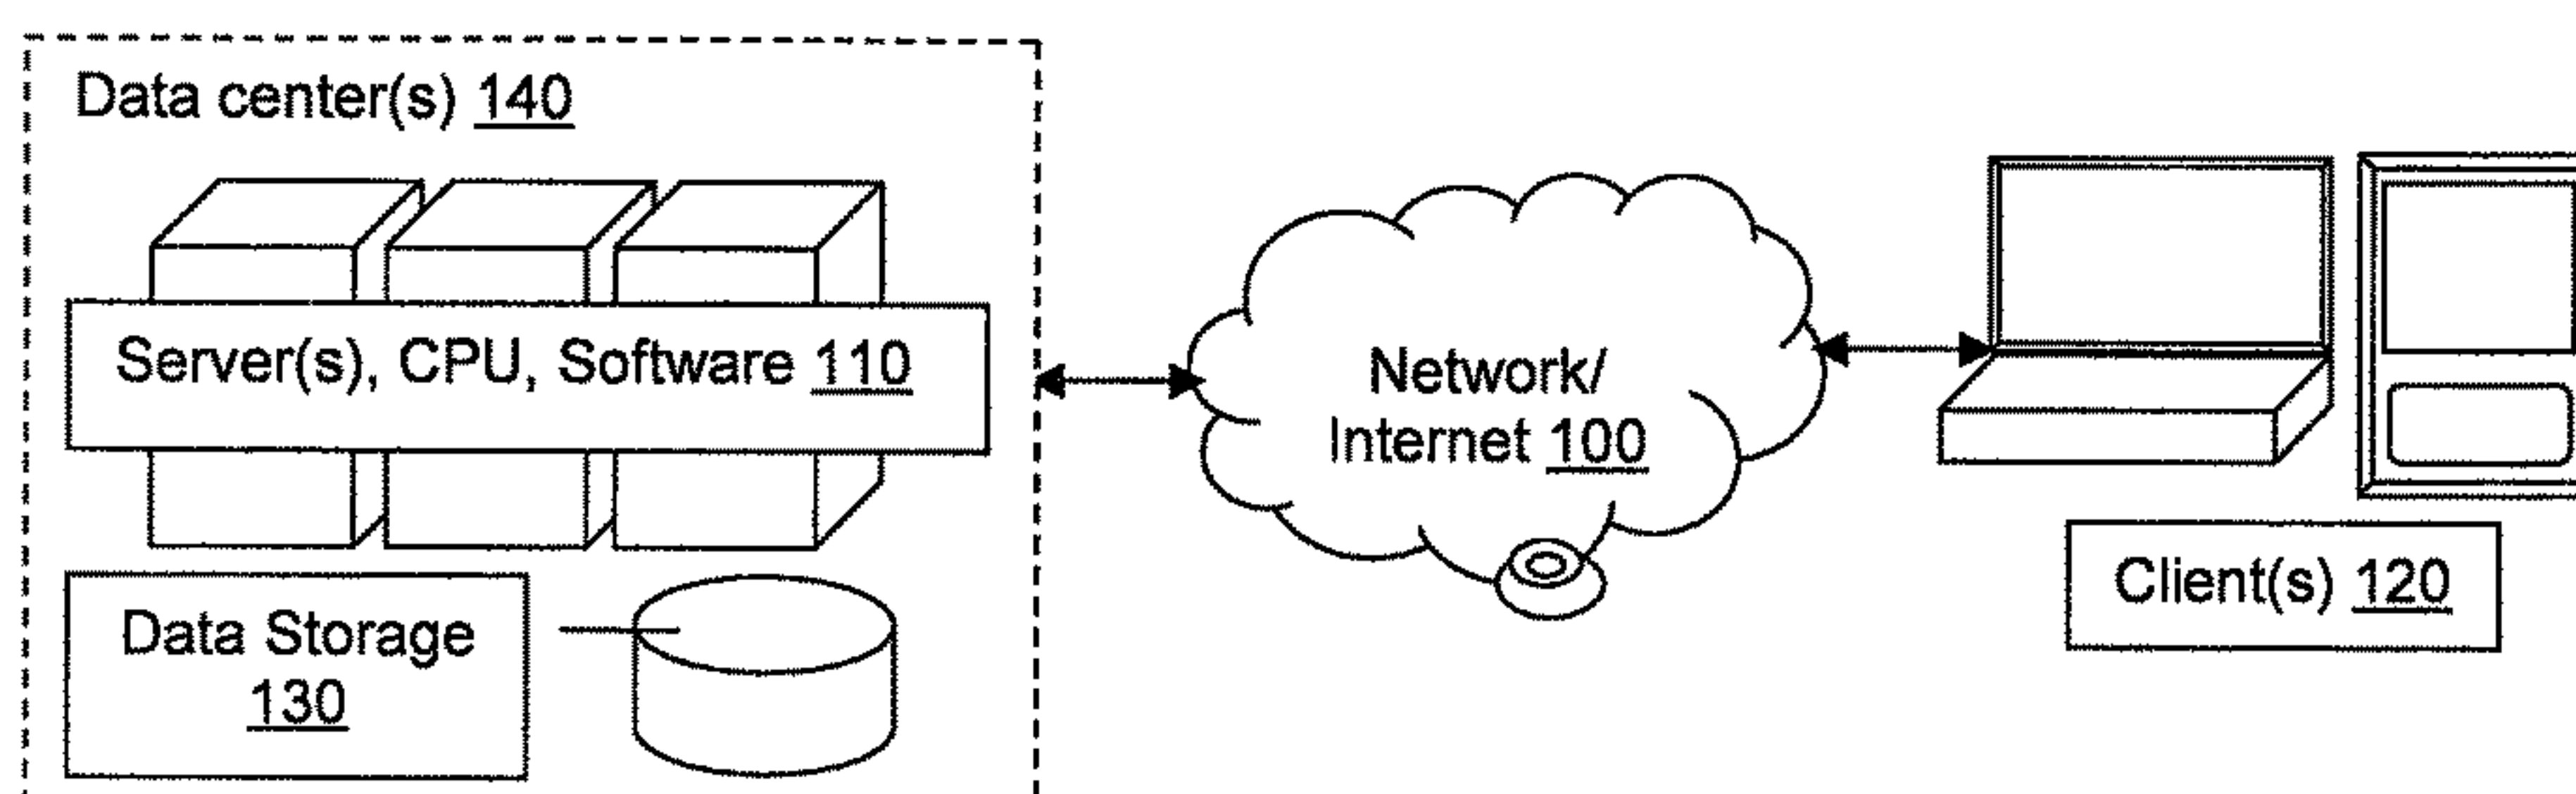 Data center(s) 140
Server(s), CPU, Software 110
Data Storage
130
Network/
Internet 100
Client(s) 120